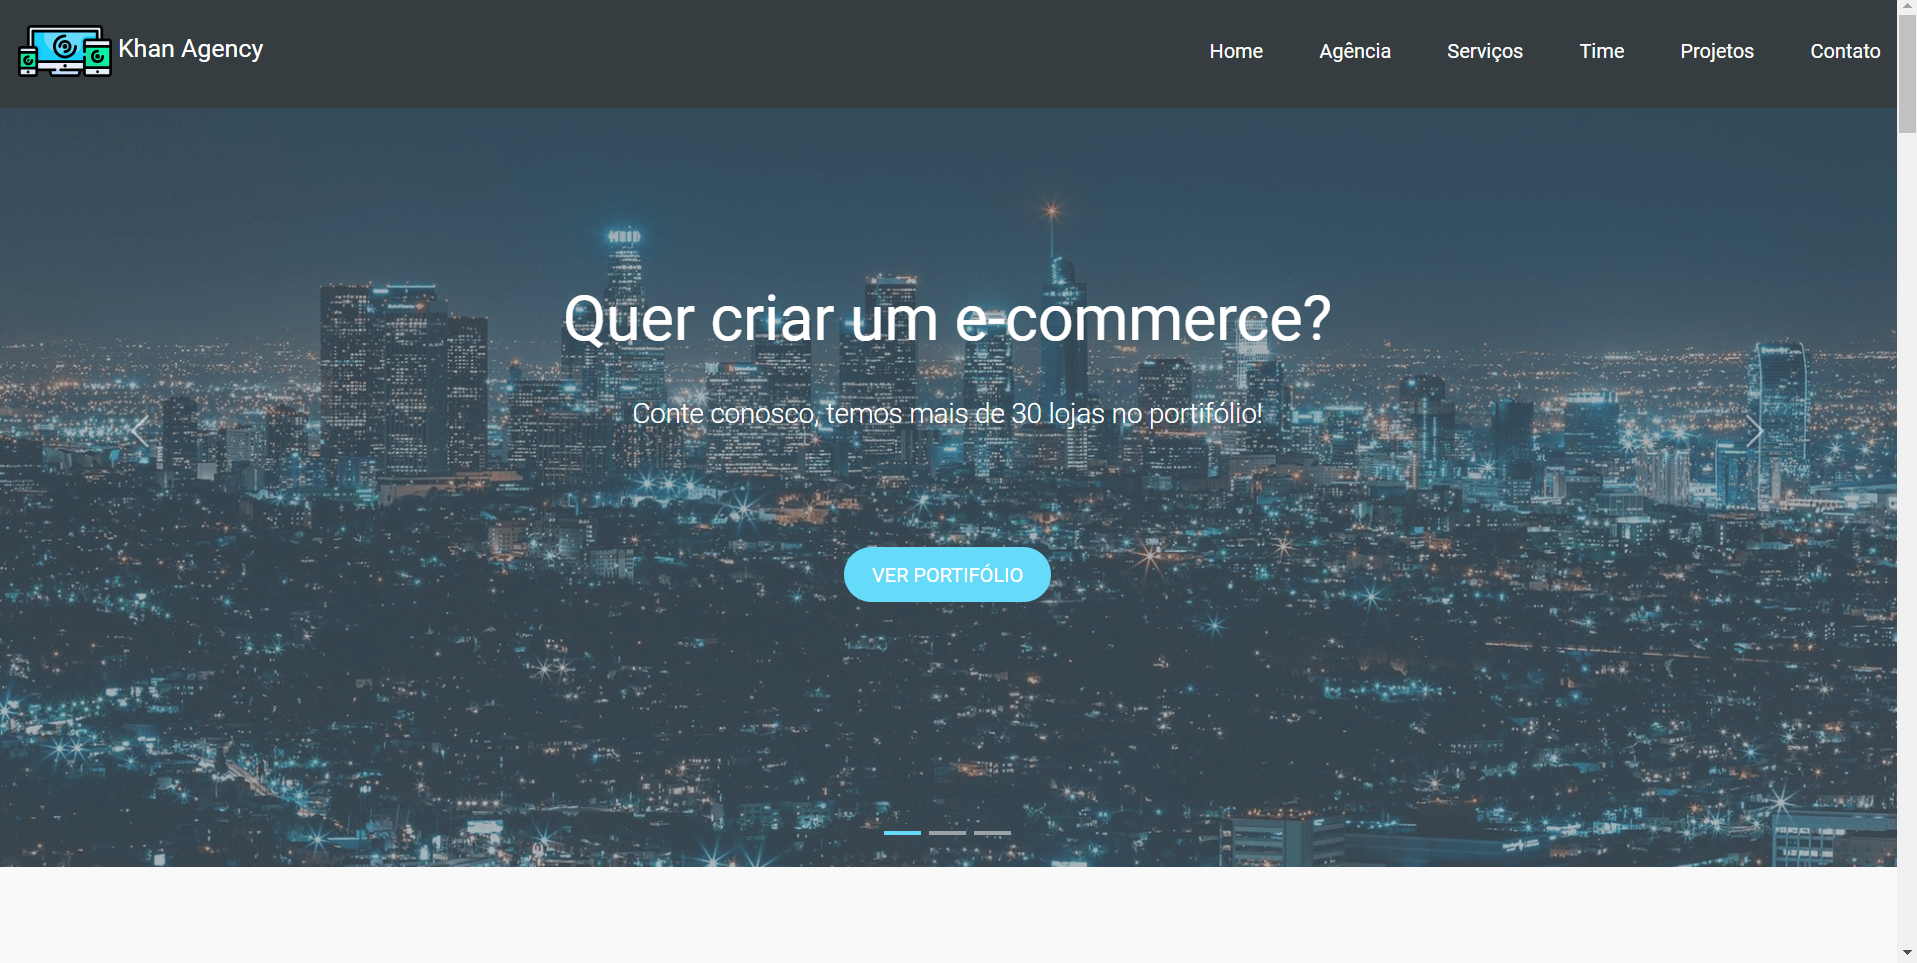 Khan Agency
Home Agência Serviços Time Projetos Contato
Quer criar um e-commerce?
Conte conosco, temos mais de 30 lojas no portifólio!
VER PORTIFÓLIO